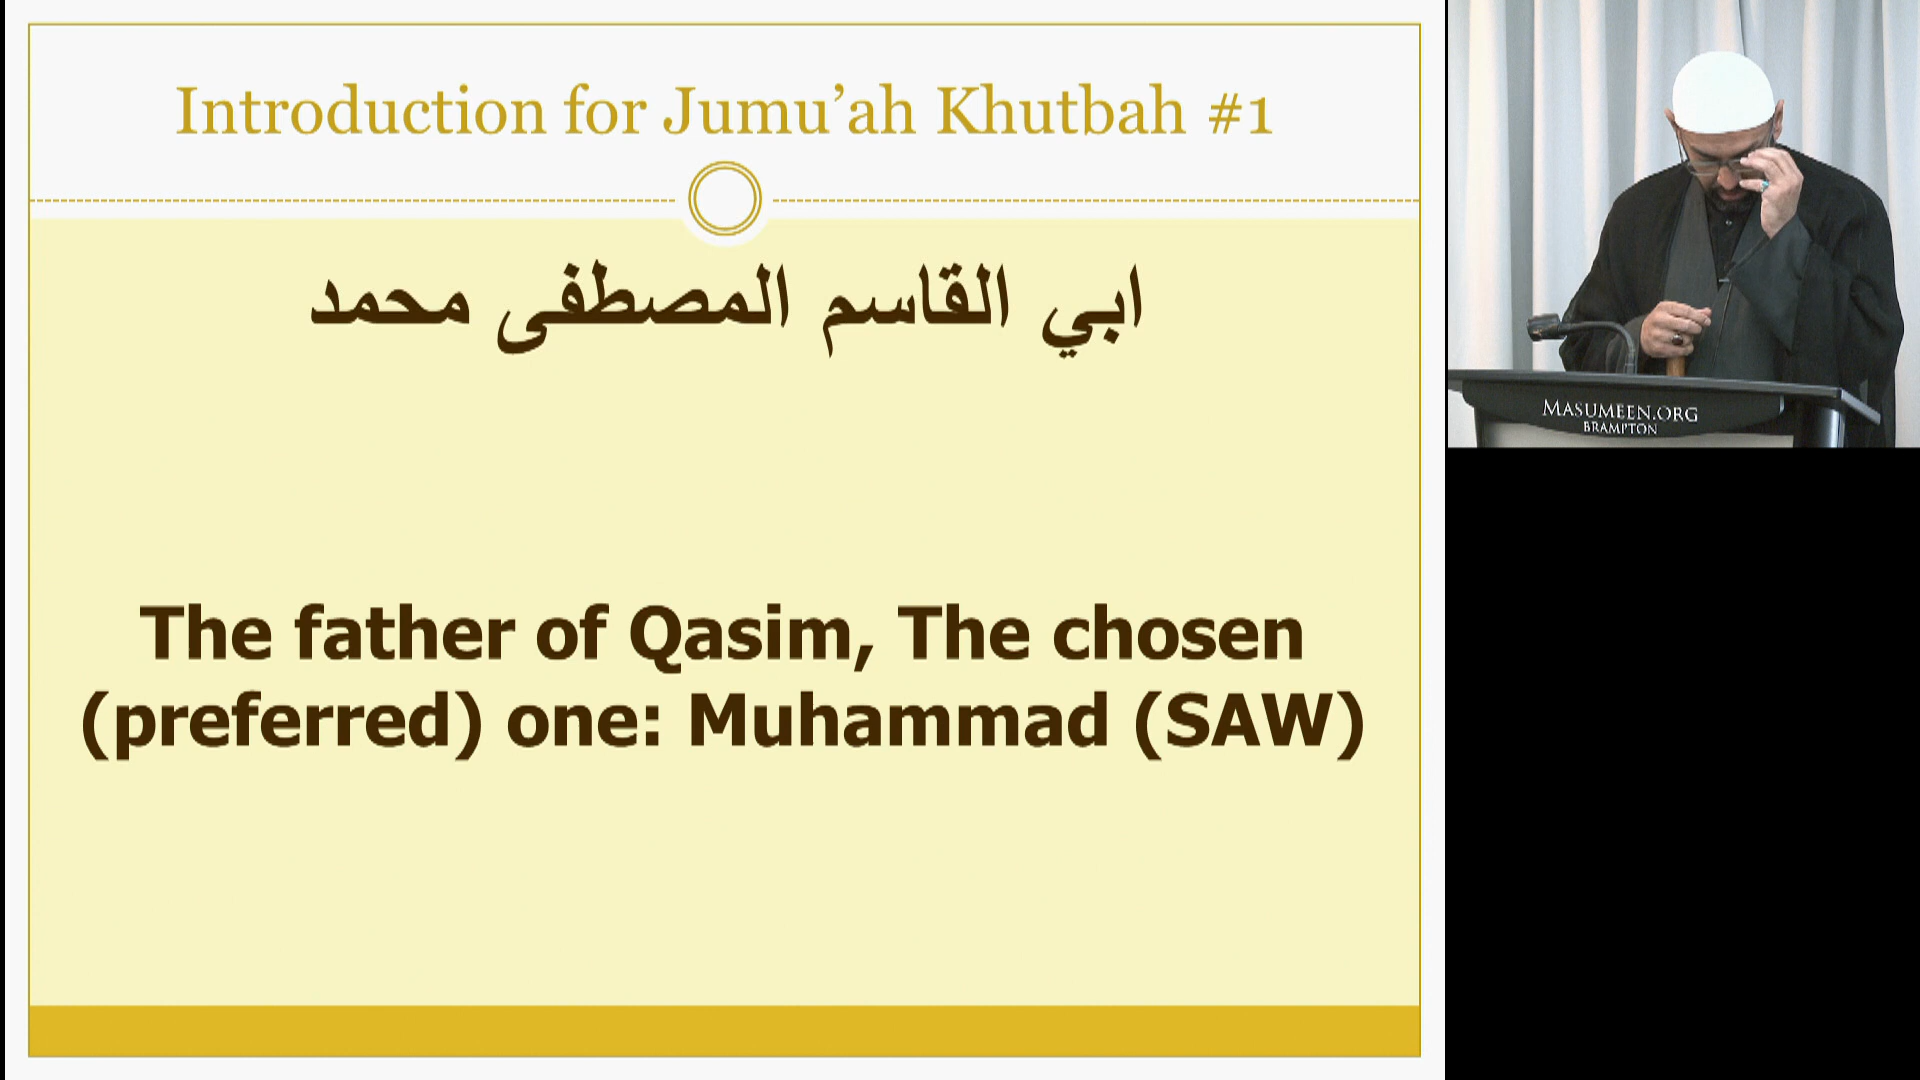 Introduction for Jumu’ah Khutbah #1
ابي القاسم المصطفى محمد
The father of Qasim, The chosen
(preferred) one: Muhammad (SAW)
MASUMEEN.ORG
BRAMPTON